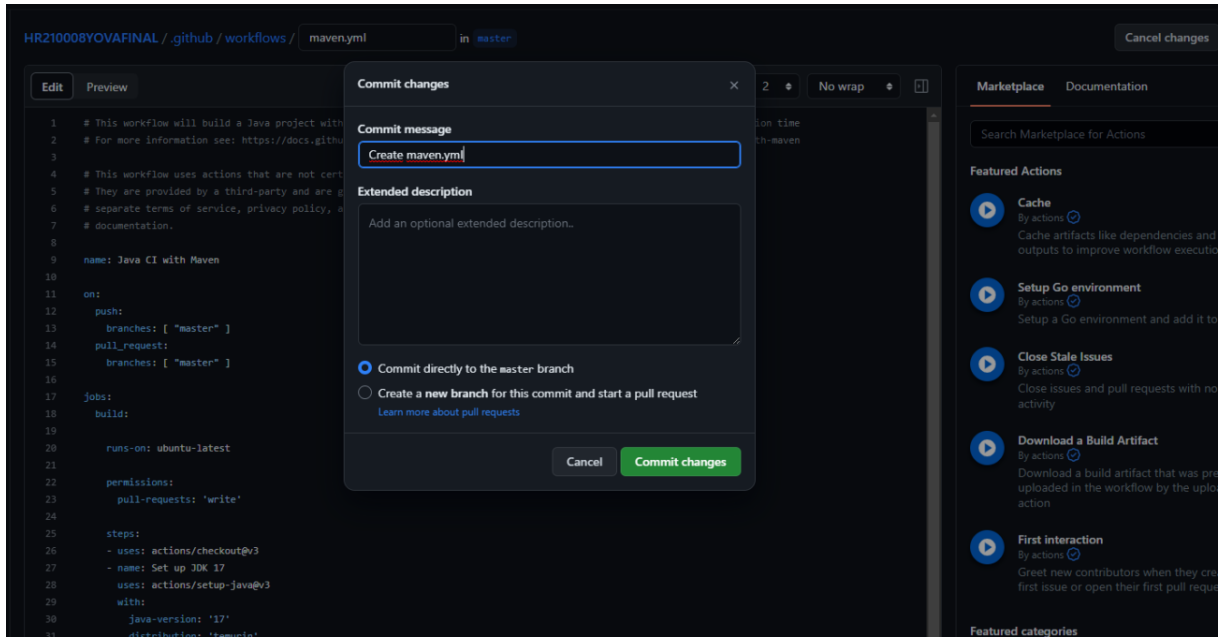 HR210008YOVAFINAL / .github / workflows / maven.yml in master
Cancel changes
Edit Preview
2 No wrap
1 # This workflow will build a Java project with
ion time
2 # For more information see: https://docs.githu
th-maven
3
4 # This workflow uses actions that are not cert
5 # They are provided by a third-party and are g
6 # separate terms of service, privacy policy, a
7 # documentation.
8
9 name: Java CI with Maven
10
11 on:
12 push:
13 branches: [ "master" ]
14 pull_request:
15 branches: [ "master" ]
16
17 jobs:
18 build:
19
20 runs-on: ubuntu-latest
21
22 permissions:
23 pull-requests: 'write'
24
25 steps:
26 - uses: actions/checkout@v3
27 - name: Set up JDK 17
28 uses: actions/setup-java@v3
29 with:
30 java-version: '17'
31 distribution: 'temurin'
Commit changes
Commit message
Create maven.yml
Extended description
Add an optional extended description..
Commit directly to the master branch
Create a new branch for this commit and start a pull request
Learn more about pull requests
Cancel Commit changes
Marketplace Documentation
Search Marketplace for Actions
Featured Actions
Cache
By actions
Cache artifacts like dependencies and
outputs to improve workflow executio
Setup Go environment
By actions
Setup a Go environment and add it to
Close Stale Issues
By actions
Close issues and pull requests with no
activity
Download a Build Artifact
By actions
Download a build artifact that was pre
uploaded in the workflow by the uplo
action
First interaction
By actions
Greet new contributors when they cre
first issue or open their first pull reque
Featured categories